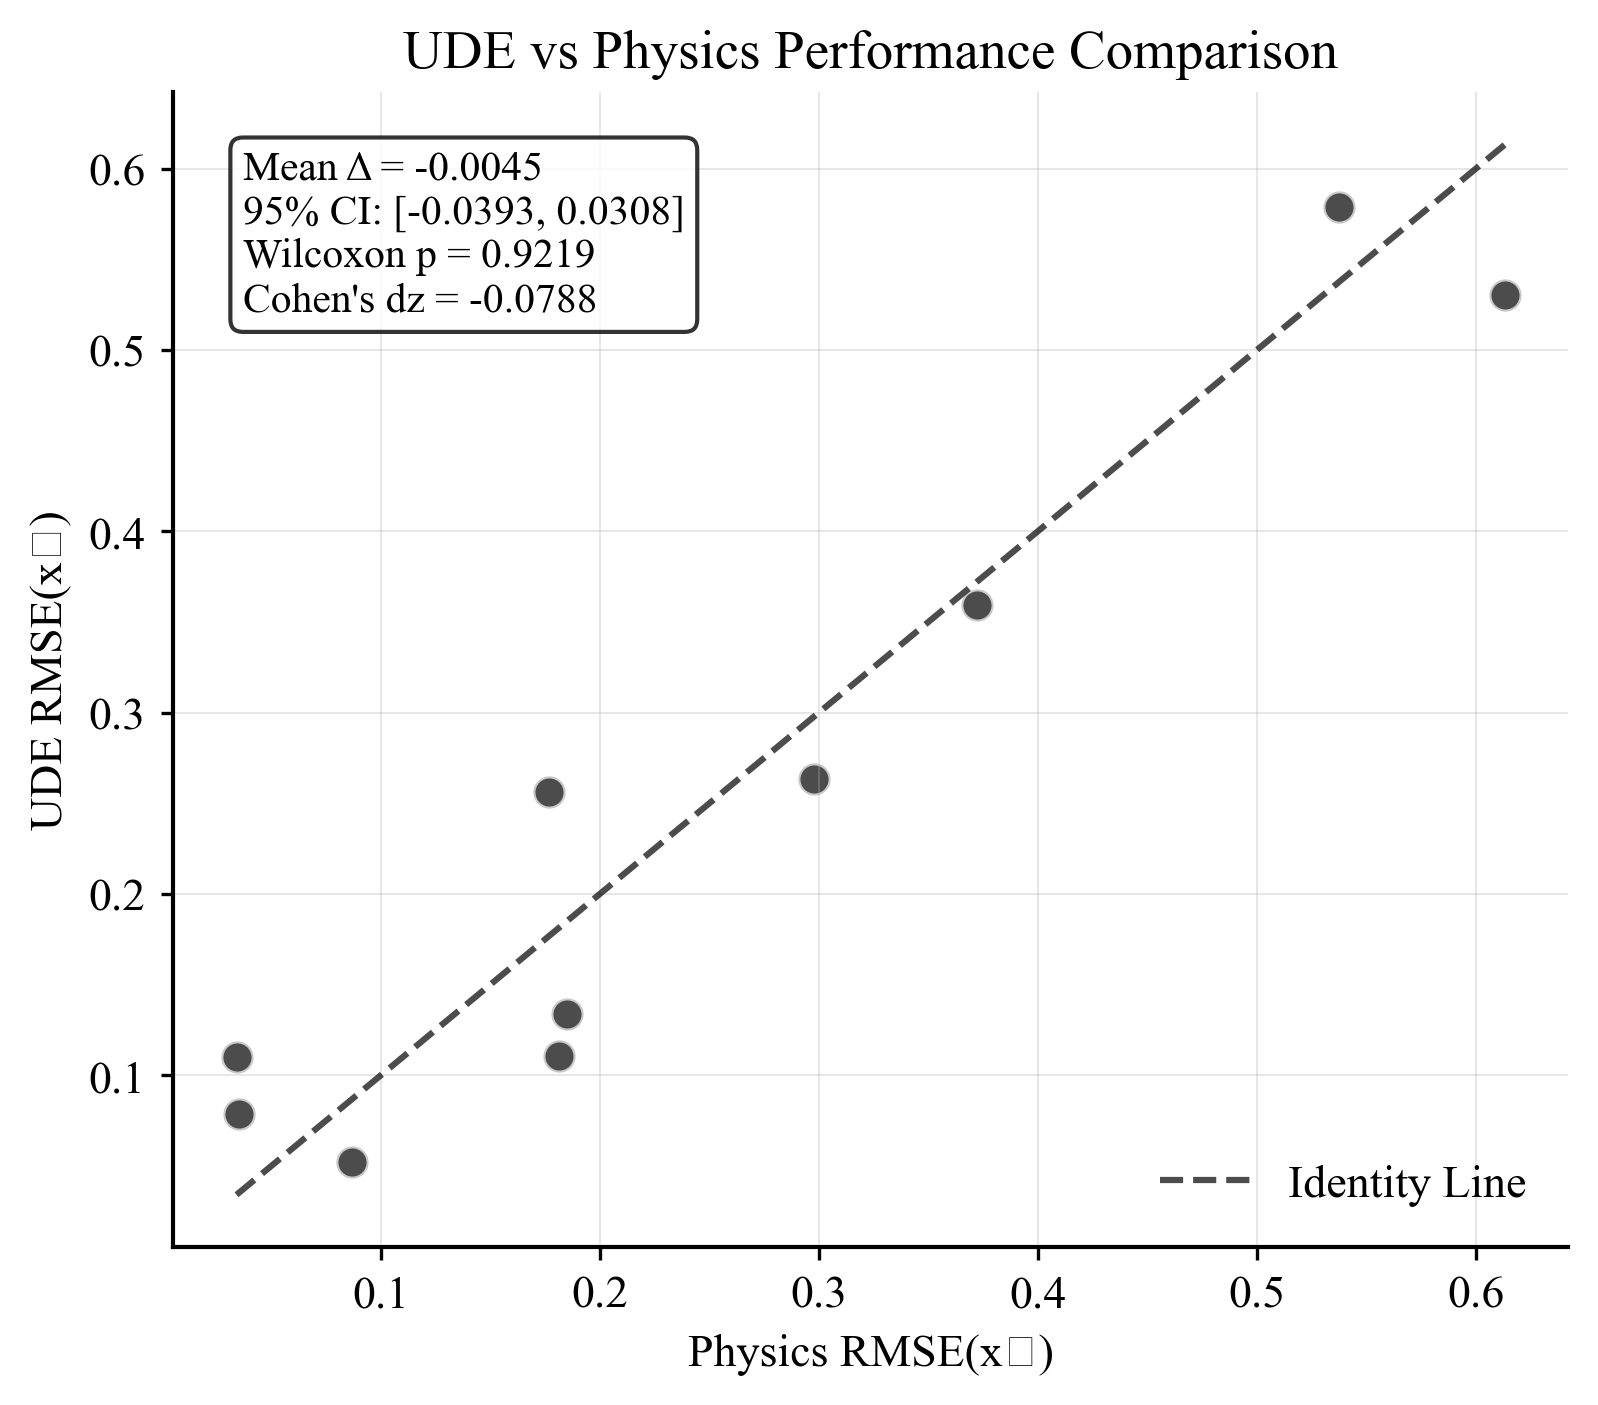 UDE vs Physics Performance Comparison
Mean Δ = -0.0045
95% CI: [-0.0393, 0.0308]
Wilcoxon p = 0.9219
Cohen's dz = -0.0788
0.6
0.5
0.4
0.3
0.2
0.1
UDE RMSE(x□)
Identity Line
0.1 0.2 0.3 0.4 0.5 0.6
Physics RMSE(x□)